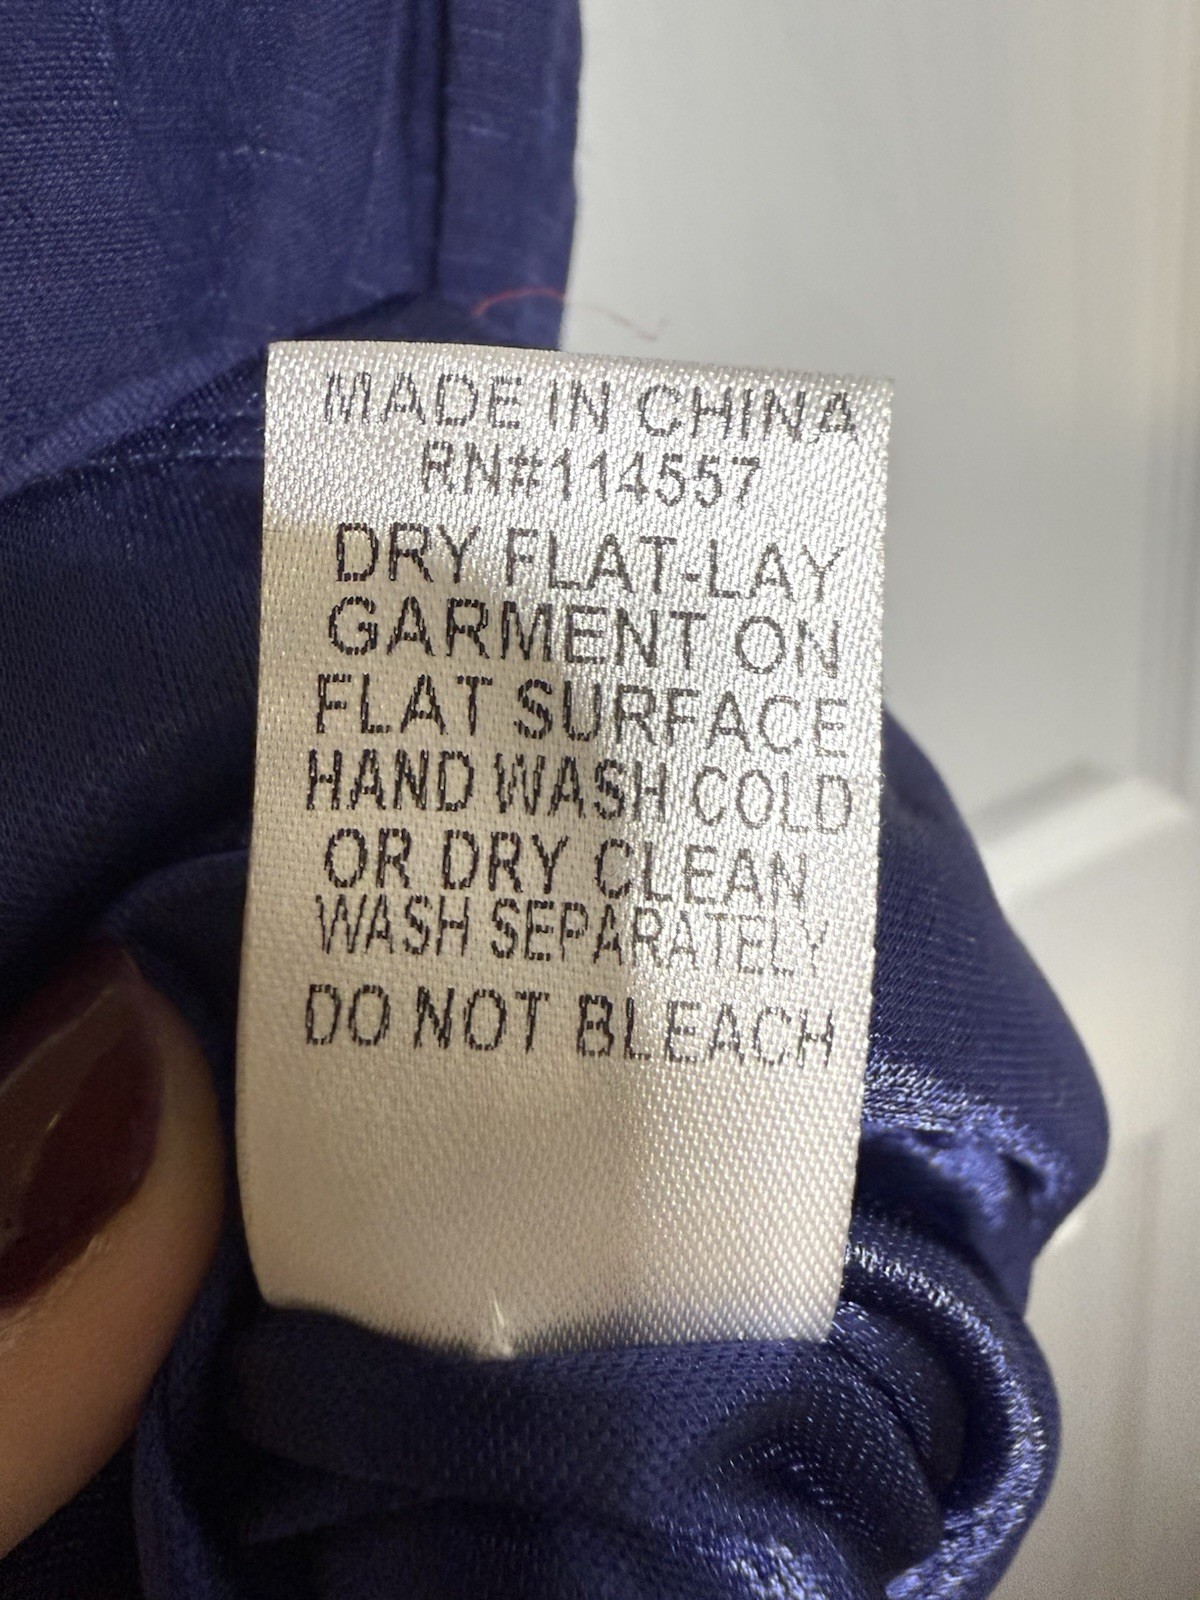 MADE IN CHINA
RN#114557
DRY FLAT-LAY
GARMENT ON
FLAT SURFACE
HAND WASH COLD
OR DRY CLEAN
WASH SEPARATELY
DO NOT BLEACH